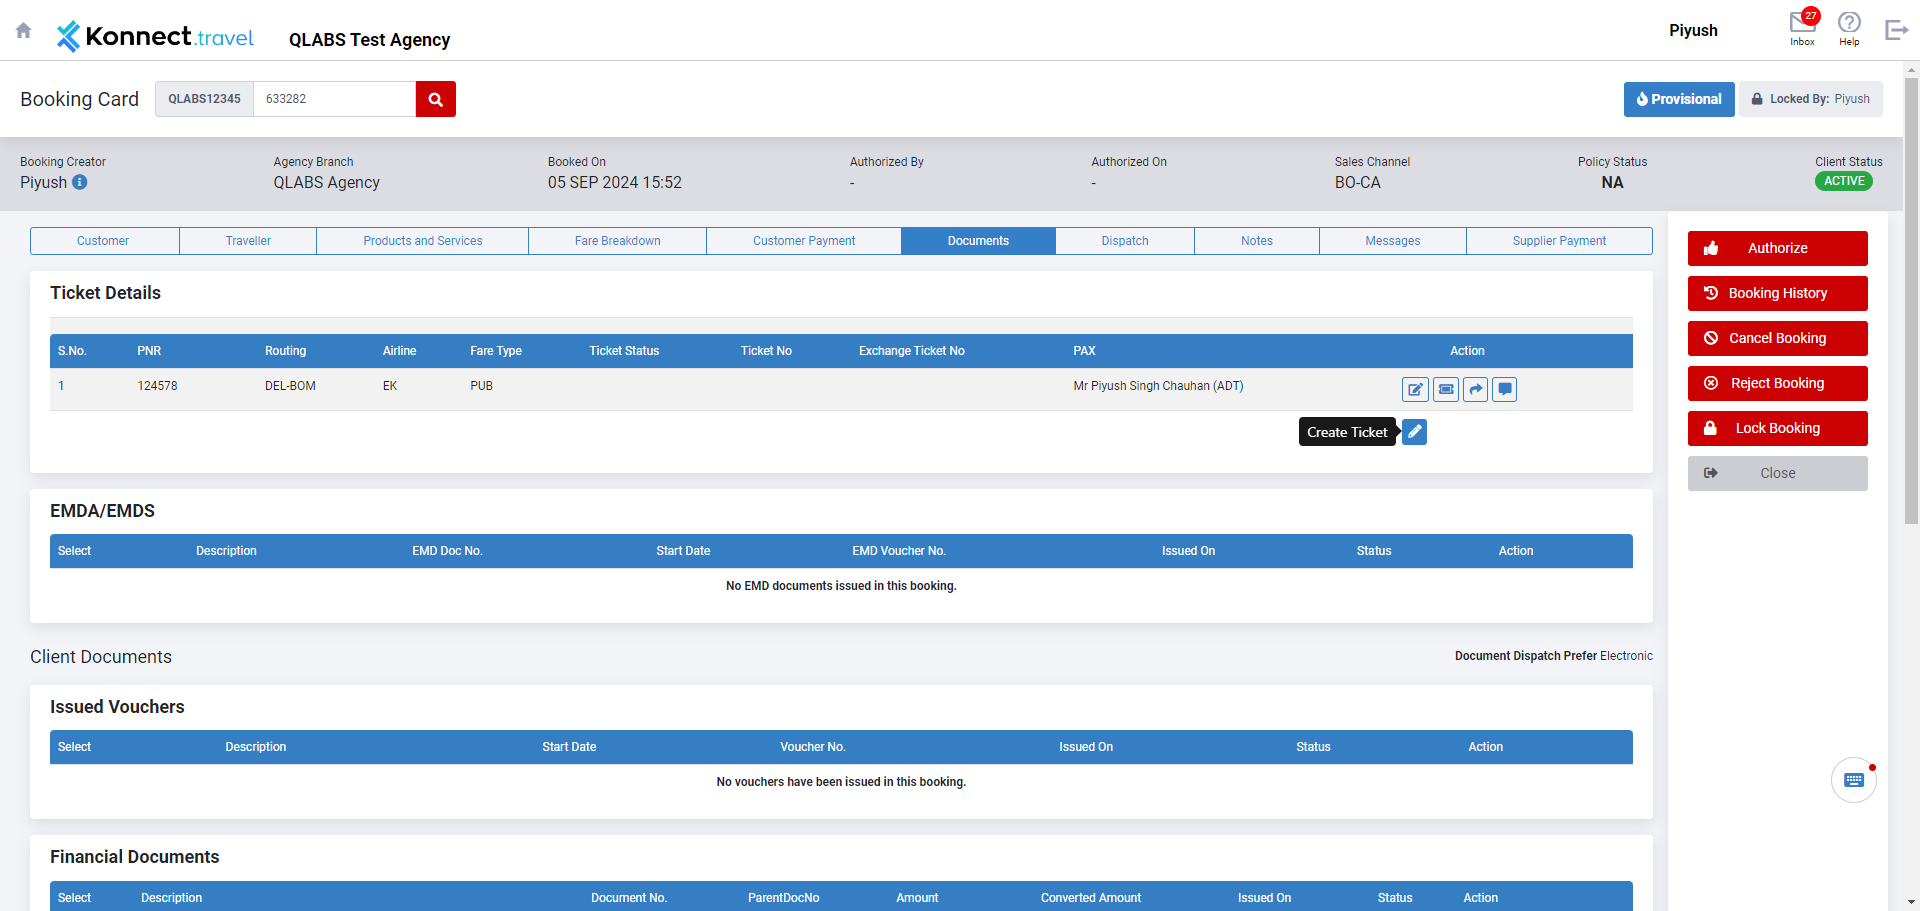 Konnect.travel
QLABS Test Agency
Piyush
27
Inbox
Help
Booking Card
QLABS12345
633282
Provisional
Locked By: Piyush
Booking Creator
Piyush
Agency Branch
QLABS Agency
Booked On
05 SEP 2024 15:52
Authorized By
-
Authorized On
-
Sales Channel
BO-CA
Policy Status
NA
Client Status
ACTIVE
Customer
Traveller
Products and Services
Fare Breakdown
Customer Payment
Documents
Dispatch
Notes
Messages
Supplier Payment
Authorize
Booking History
Cancel Booking
Reject Booking
Lock Booking
Close
Ticket Details
S.No. PNR Routing Airline Fare Type Ticket Status Ticket No Exchange Ticket No PAX Action
1 124578 DEL-BOM EK PUB Mr Piyush Singh Chauhan (ADT)
Create Ticket
EMDA/EMDS
Select Description EMD Doc No. Start Date EMD Voucher No. Issued On Status Action
No EMD documents issued in this booking.
Client Documents
Document Dispatch Prefer Electronic
Issued Vouchers
Select Description Start Date Voucher No. Issued On Status Action
No vouchers have been issued in this booking.
Financial Documents
Select Description Document No. ParentDocNo Amount Converted Amount Issued On Status Action